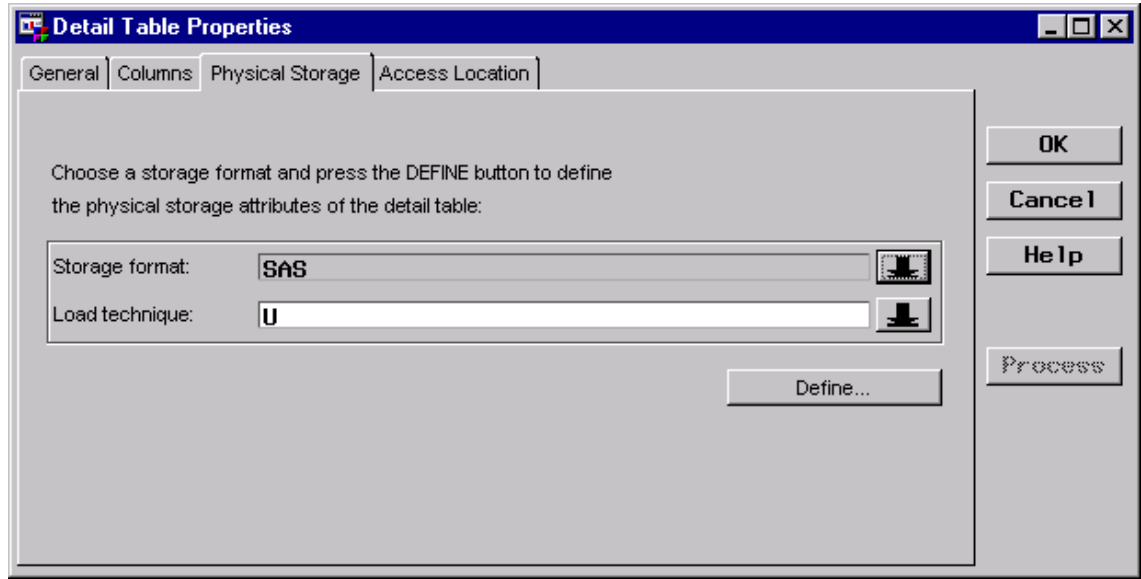 Detail Table Properties
General Columns Physical Storage Access Location
Choose a storage format and press the DEFINE button to define
the physical storage attributes of the detail table:
Storage format: SAS
Load technique: U
Define...
OK
Cancel
Help
Process